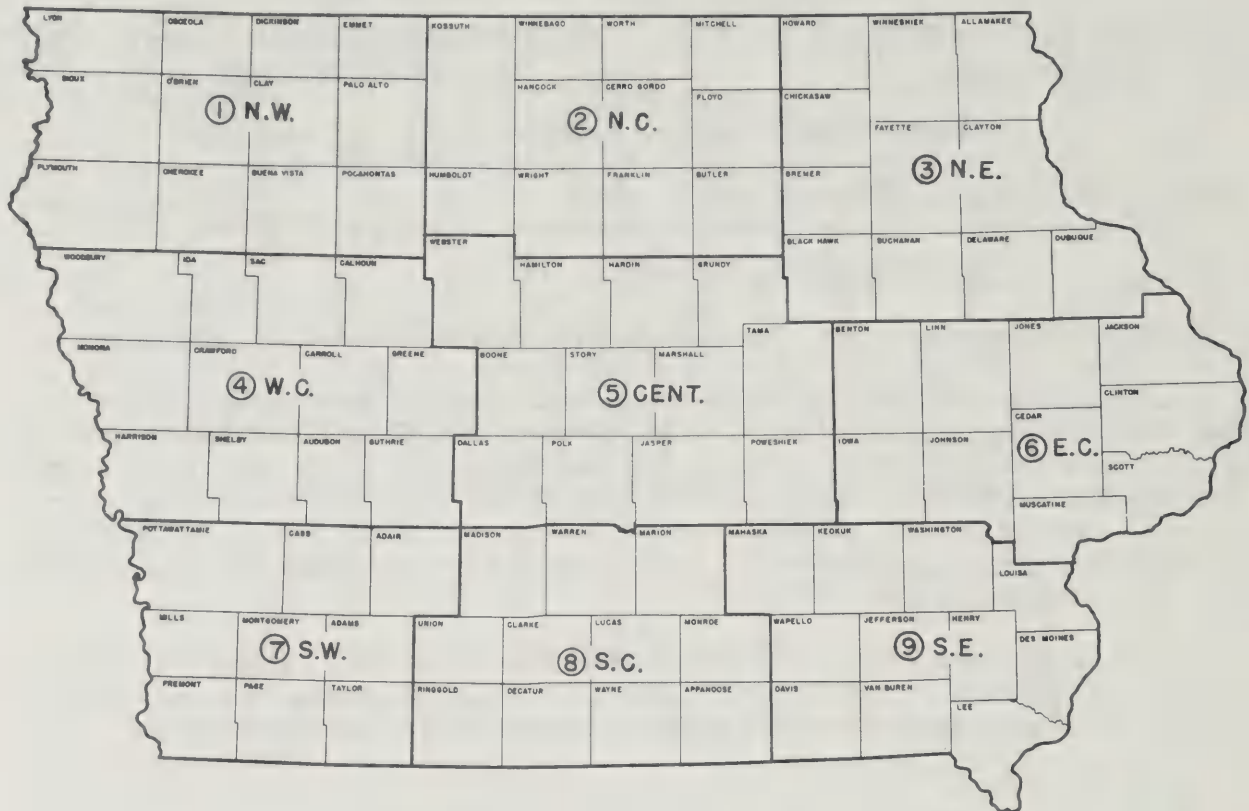 LYON OSCEOLA DICKINSON EMMET KOSSUTH WINNEBAGO WORTH MITCHELL HOWARD WINNESHIEK ALLAMAKEE
SIOUX O'BRIEN CLAY PALO ALTO HANCOCK CERRO GORDO FLOYD CHICKASAW
① N.W. ② N.C.
FAYETTE CLAYTON
③ N.E.
PLYMOUTH CHEROKEE BUENA VISTA POCAHONTAS HUMBOLDT WRIGHT FRANKLIN BUTLER BREMER
WEBSTER BLACK HAWK BUCHANAN DELAWARE DUBUQUE
WOODBURY IDA SAC CALHOUN HAMILTON HARDIN GRUNDY
TAMA BENTON LINN JONES JACKSON
MONONA CRAWFORD CARROLL GREENE BOONE STORY MARSHALL
④ W.C. ⑤ CENT.
CLINTON
CEDAR
HARRISON SHELBY AUDUBON GUTHRIE DALLAS POLK JASPER POWESHIEK IOWA JOHNSON
⑥ E.C.
SCOTT
MUSCATINE
POTTAWATTAMIE CASS ADAIR MADISON WARREN MARION MAHASKA KEOKUK WASHINGTON
LOUISA
MILLS MONTGOMERY ADAMS UNION CLARKE LUCAS MONROE WAPELLO JEFFERSON HENRY
DES MOINES
⑦ S.W. ⑧ S.C. ⑨ S.E.
FREMONT PAGE TAYLOR RINGGOLD DECATUR WAYNE APPANOOSE DAVIS VAN BUREN
LEE